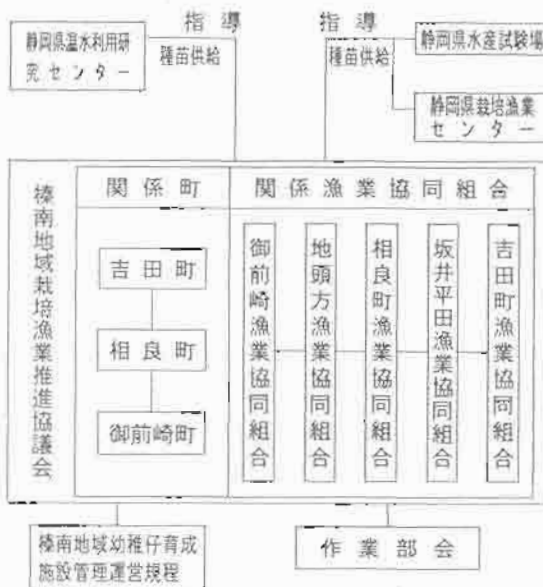 指導
指導
静岡県温水利用研
究センター
種苗供給
種苗供給
静岡県水産試験場
静岡県栽培漁業
センター
榛南地域栽培漁業推進協議会
関係町
関係漁業協同組合
吉田町
相良町
御前崎町
御前崎漁業協同組合
地頭方漁業協同組合
相良町漁業協同組合
坂井平田漁業協同組合
吉田町漁業協同組合
榛南地域幼稚仔育成
施設管理運営規程
作業部会